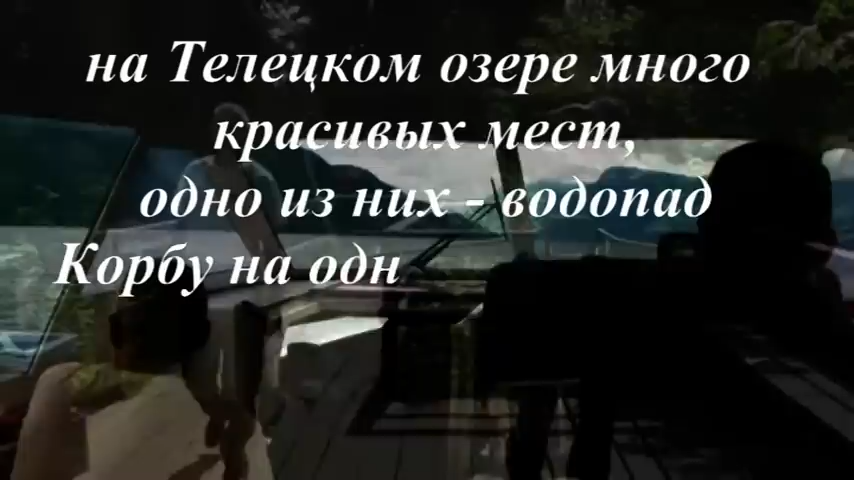 на Телецком озере много
красивых мест,
одно из них - водопад
Корбу на одн